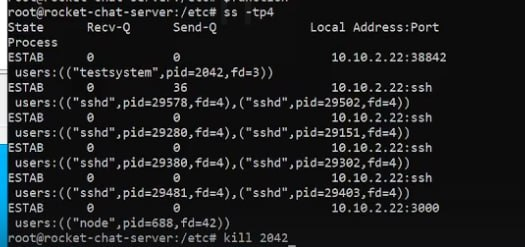 root@rocket-chat-server:/etc# ss -tp4
State Recv-Q Send-Q Local Address:Port
Process
ESTAB 0 0 10.10.2.22:38842
users:(("testsystem",pid=2042,fd=3))
ESTAB 0 36 10.10.2.22:ssh
users:(("sshd",pid=29578,fd=4),("sshd",pid=29502,fd=4))
ESTAB 0 0 10.10.2.22:ssh
users:(("sshd",pid=29280,fd=4),("sshd",pid=29151,fd=4))
ESTAB 0 0 10.10.2.22:ssh
users:(("sshd",pid=29380,fd=4),("sshd",pid=29302,fd=4))
ESTAB 0 0 10.10.2.22:ssh
users:(("sshd",pid=29481,fd=4),("sshd",pid=29403,fd=4))
ESTAB 0 0 10.10.2.22:3000
users:(("node",pid=688,fd=42))
root@rocket-chat-server:/etc# kill 2042